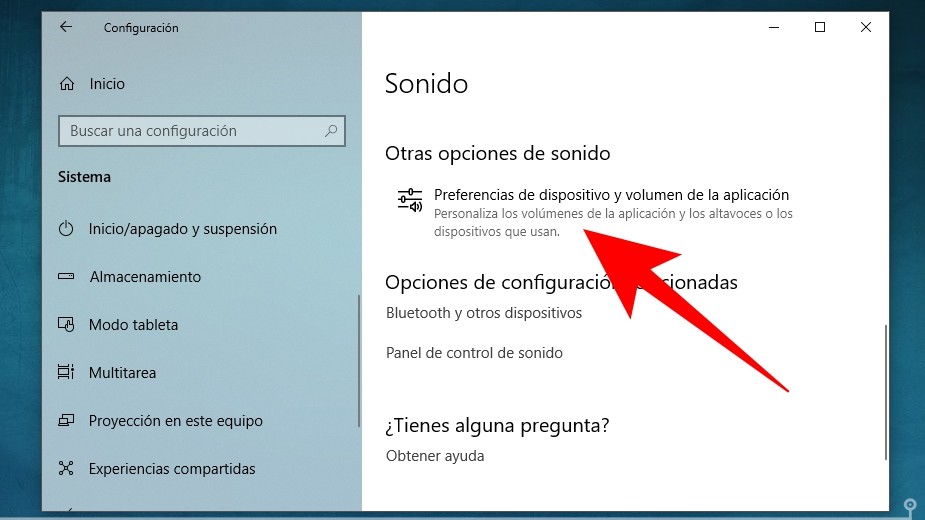 Configuración
Inicio
Buscar una configuración
Sistema
Inicio/apagado y suspensión
Almacenamiento
Modo tableta
Multitarea
Proyección en este equipo
Experiencias compartidas
Sonido
Otras opciones de sonido
Preferencias de dispositivo y volumen de la aplicación
Personaliza los volúmenes de la aplicación y los altavoces o los
dispositivos que usan.
Opciones de configuración
Bluetooth y otros dispositivos
Panel de control de sonido
¿Tienes alguna pregunta?
Obtener ayuda